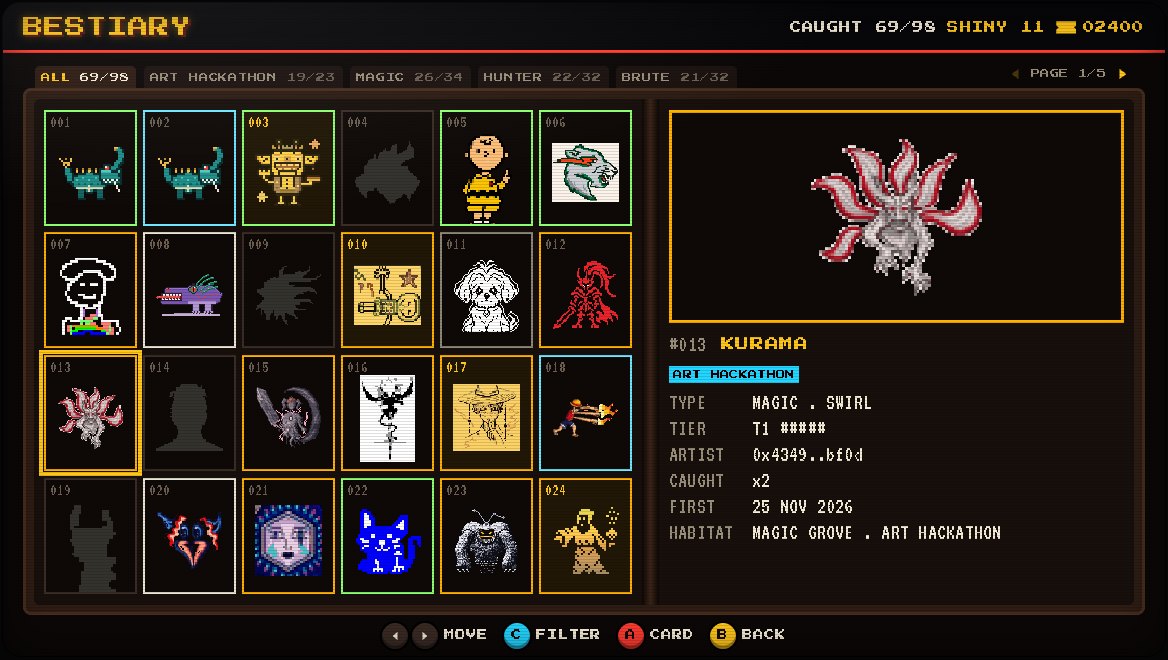 BESTIARY
CAUGHT 69/98 SHINY 11 02400
ALL 69/98 ART HACKATHON 19/23 MAGIC 26/34 HUNTER 22/32 BRUTE 21/32
PAGE 1/5
001 002 003 004 005 006
007 008 009 010 011 012
013 014 015 016 017 018
019 020 021 022 023 024
#013 KURAMA
ART HACKATHON
TYPE MAGIC . SWIRL
TIER T1 #####
ARTIST 0x4349..bf0d
CAUGHT x2
FIRST 25 NOV 2026
HABITAT MAGIC GROVE . ART HACKATHON
MOVE C FILTER A CARD B BACK